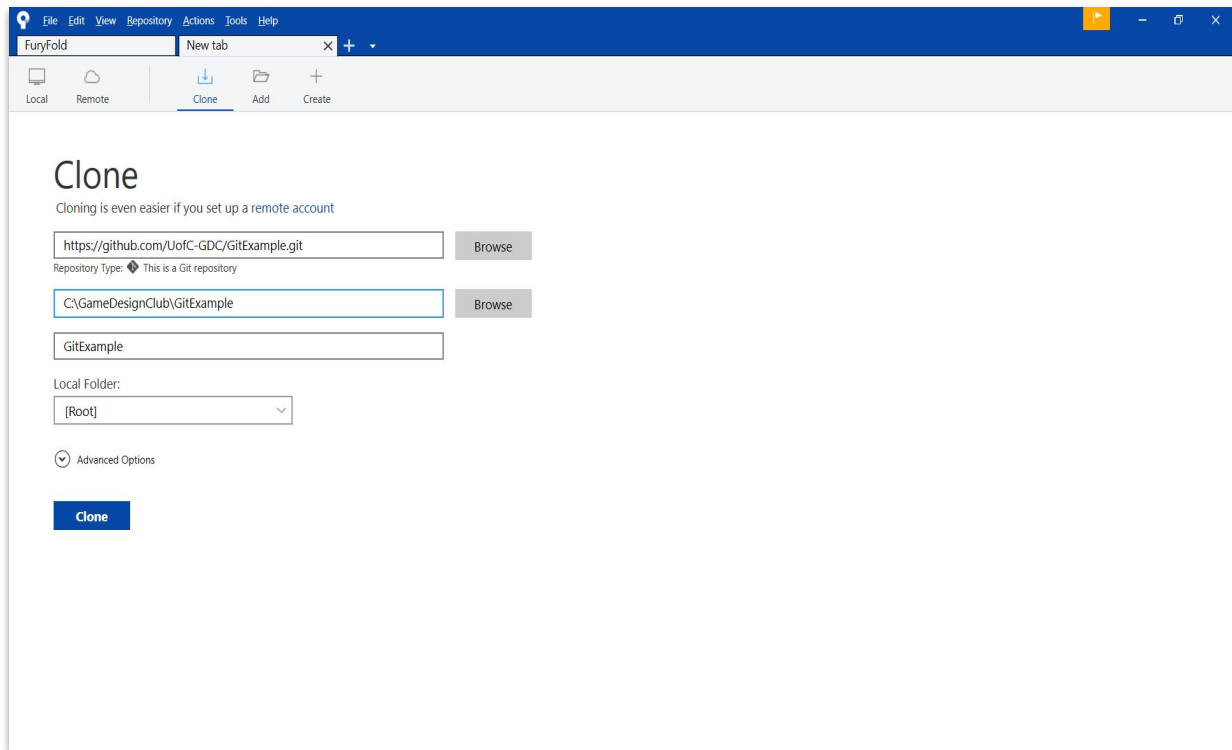 File Edit View Repository Actions Tools Help
FuryFold New tab
Local Remote Clone Add Create
Clone
Cloning is even easier if you set up a remote account
https://github.com/UofC-GDC/GitExample.git Browse
Repository Type: This is a Git repository
C:\GameDesignClub\GitExample Browse
GitExample
Local Folder:
[Root]
Advanced Options
Clone